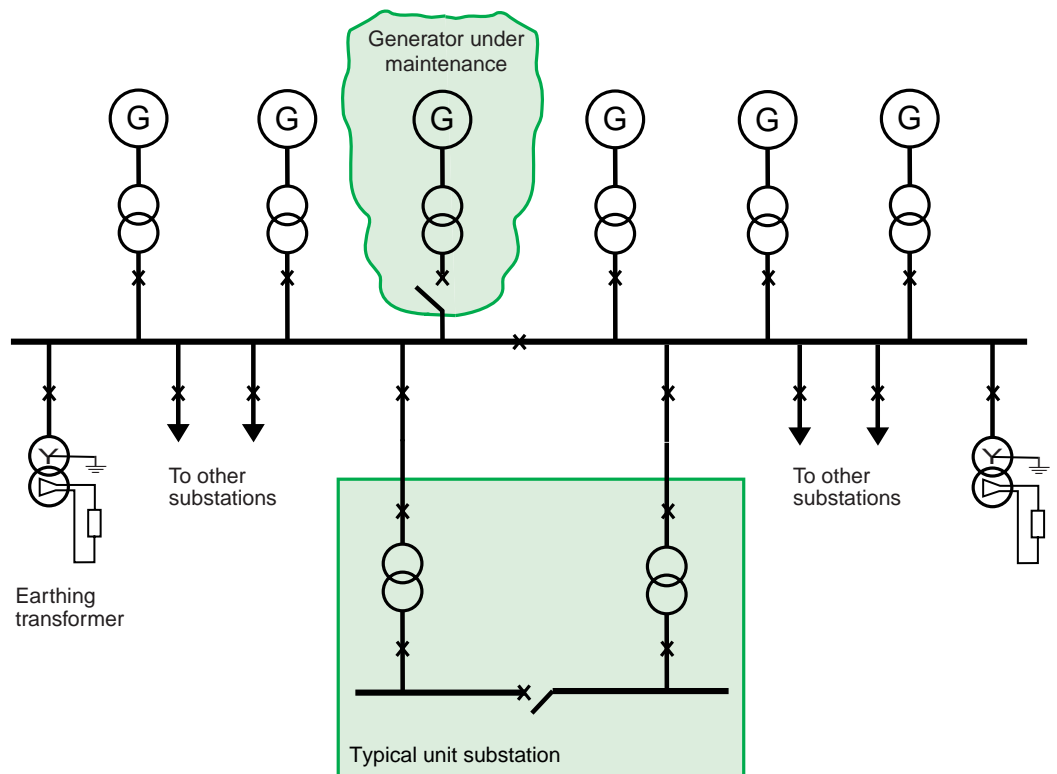 Generator under
maintenance
G
G
G
G
G
G
Y
Y
To other
substations
To other
substations
Earthing
transformer
Typical unit substation